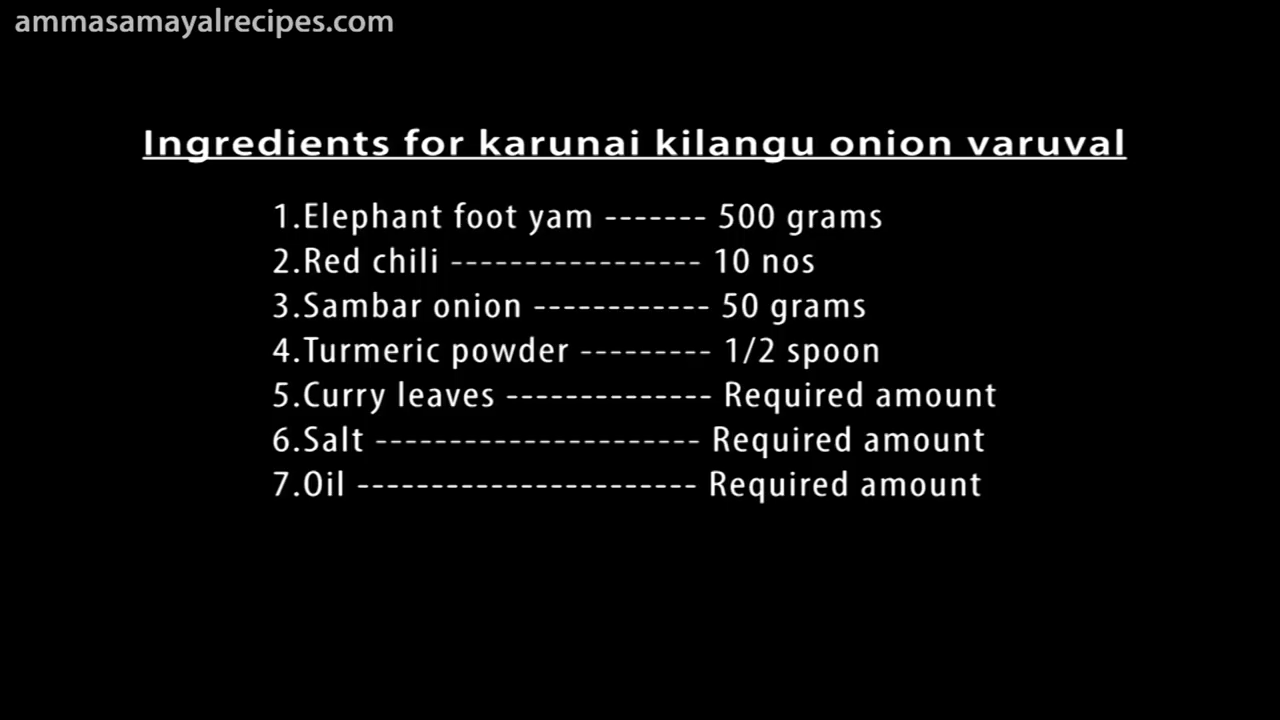 ammasamayalrecipes.com
Ingredients for karunai kilangu onion varuval
1.Elephant foot yam ------- 500 grams
2.Red chili ----------------- 10 nos
3.Sambar onion ------------ 50 grams
4.Turmeric powder --------- 1/2 spoon
5.Curry leaves -------------- Required amount
6.Salt ---------------------- Required amount
7.Oil ----------------------- Required amount